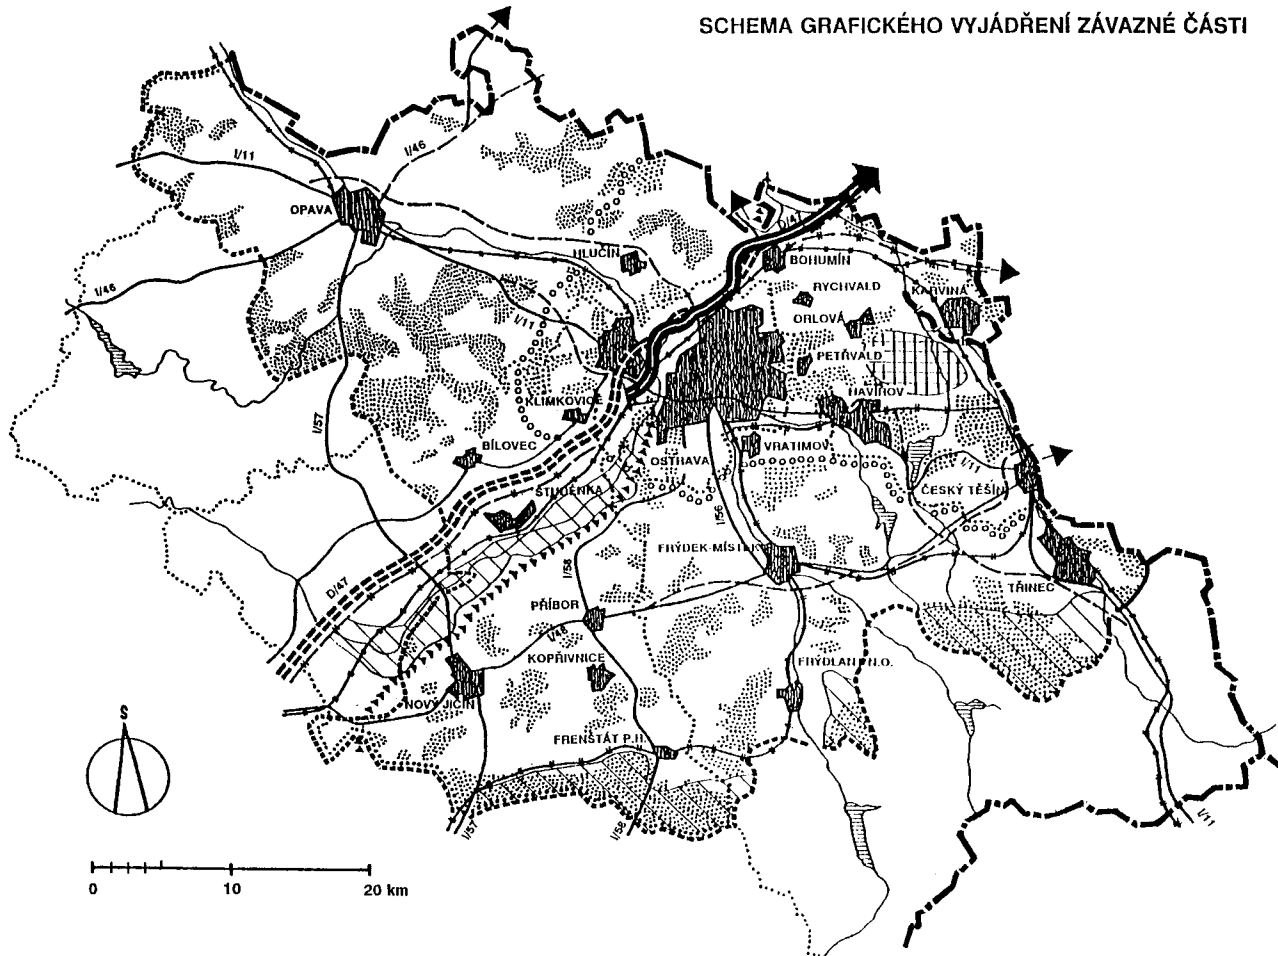 SCHEMA GRAFICKÉHO VYJÁDŘENÍ ZÁVAZNÉ ČÁSTI
I/11
I/46
OPAVA
D/47
HLUČÍN
BOHUMÍN
I/46
RYCHVALD
KARVINÁ
I/11
ORLOVÁ
PETŘVALD
HAVÍŘOV
KLIMKOVICE
I/57
BÍLOVEC
VRATIMOV
OSTRAVA
I/11
STUDÉNKA
ČESKÝ TĚŠÍN
I/56
FRÝDEK-MÍSTEK
I/58
D/47
PŘÍBOR
TŘINEC
I/48
KOPŘIVNICE
FRÝDLANT N.O.
NOVÝ JIČÍN
S
FRENŠTÁT P.R.
I/57
I/58
I/11
0 10 20 km